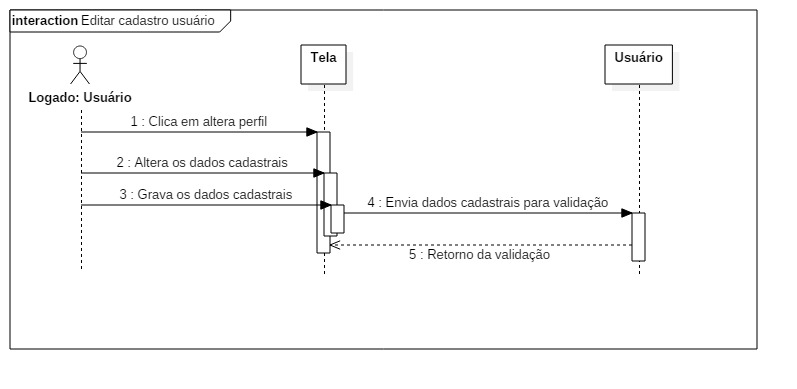 interaction Editar cadastro usuário
Tela
Usuário
Logado: Usuário
1 : Clica em altera perfil
2 : Altera os dados cadastrais
3 : Grava os dados cadastrais
4 : Envia dados cadastrais para validação
5 : Retorno da validação